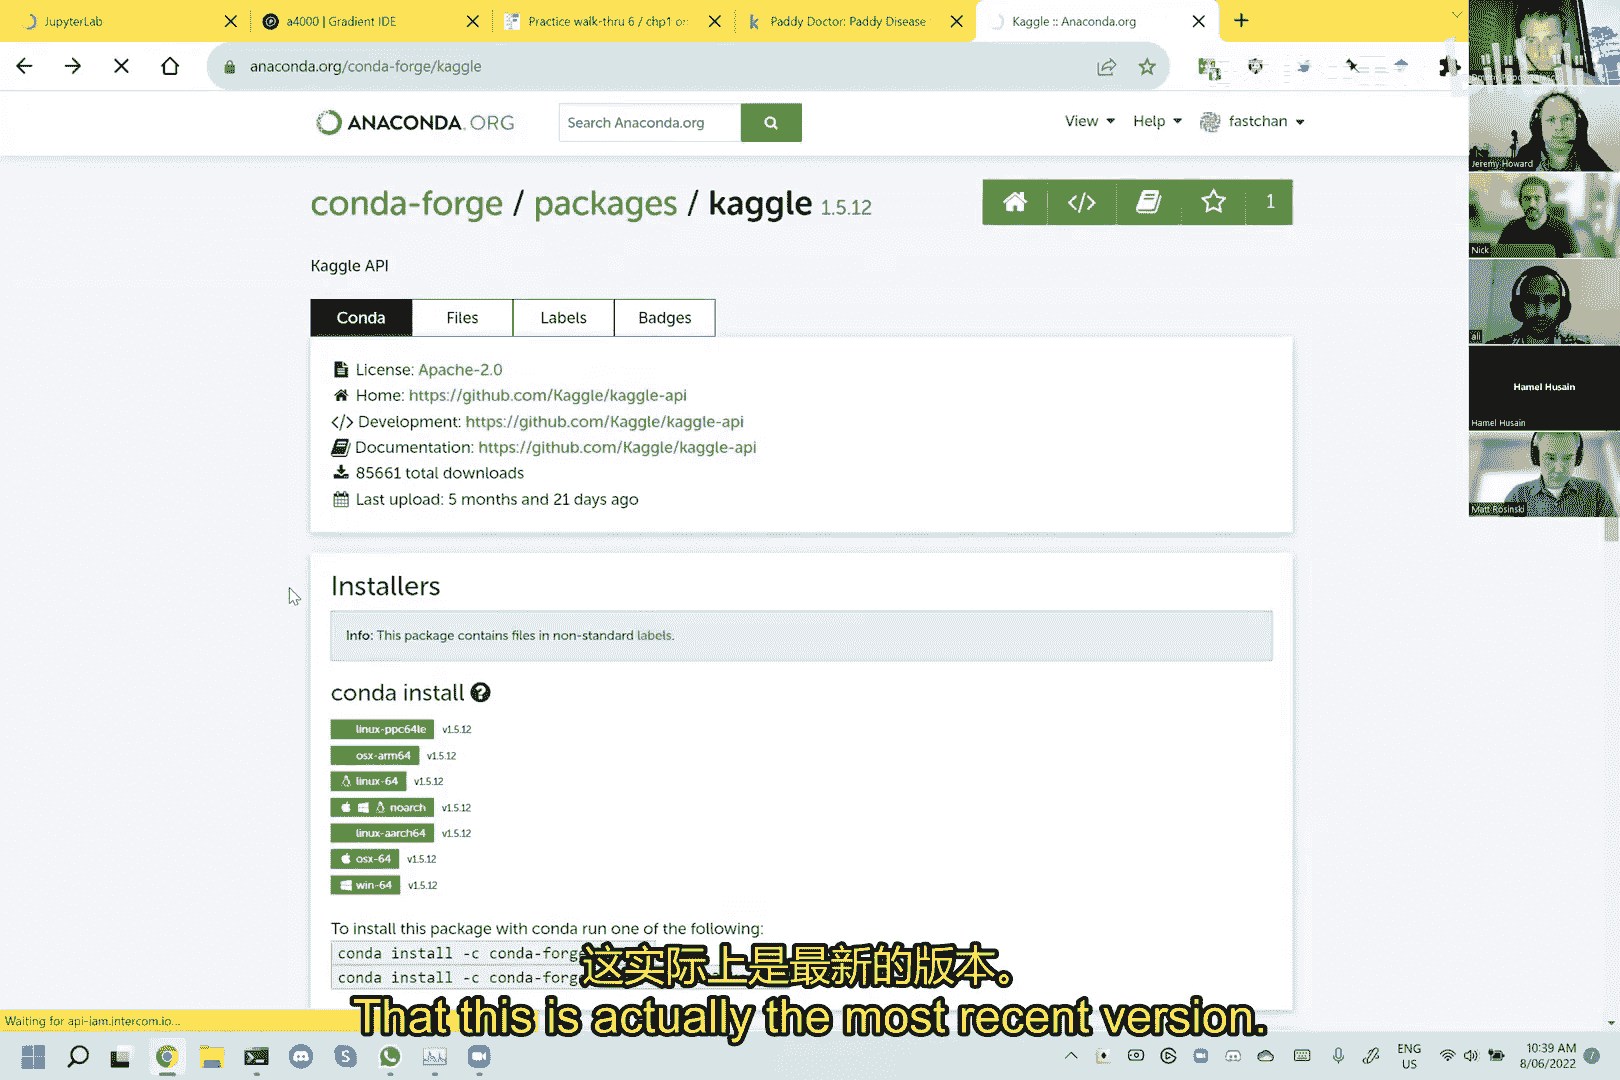 JupyterLab
a4000 | Gradient IDE
Practice walk-thru 6 / chp1 or
Paddy Doctor: Paddy Disease
Kaggle :: Anaconda.org
anaconda.org/conda-forge/kaggle
ANACONDA.ORG
Search Anaconda.org
View
Help
fastchan
conda-forge / packages / kaggle 1.5.12
1
Kaggle API
Conda
Files
Labels
Badges
License: Apache-2.0
Home: https://github.com/Kaggle/kaggle-api
</> Development: https://github.com/Kaggle/kaggle-api
Documentation: https://github.com/Kaggle/kaggle-api
85661 total downloads
Last upload: 5 months and 21 days ago
Installers
Info: This package contains files in non-standard labels.
conda install
linux-ppc64le v1.5.12
osx-arm64 v1.5.12
linux-64 v1.5.12
noarch v1.5.12
linux-aarch64 v1.5.12
osx-64 v1.5.12
win-64 v1.5.12
To install this package with conda run one of the following:
conda install -c conda-forge
conda install -c conda-forge
这实际上是最新的版本。
That this is actually the most recent version.
Waiting for api-iam.intercom.io...
Jeremy Howard
Nick
ali
Hamel Husain
Hamel Husain
Matt Rosinski
ENG
US
10:39 AM
8/06/2022
7